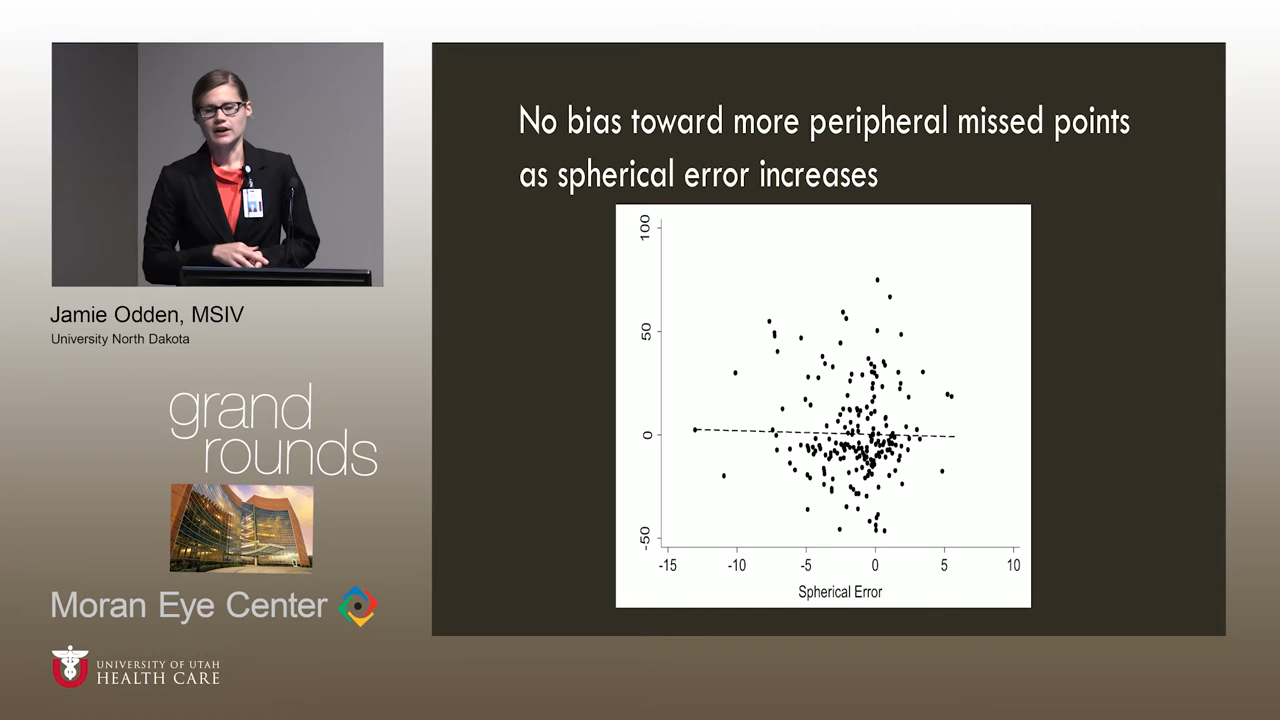 No bias toward more peripheral missed points
as spherical error increases
100
50
0
-50
-15 -10 -5 0 5 10
Spherical Error
Jamie Odden, MSIV
University North Dakota
grand
rounds
Moran Eye Center
UNIVERSITY OF UTAH
HEALTH CARE